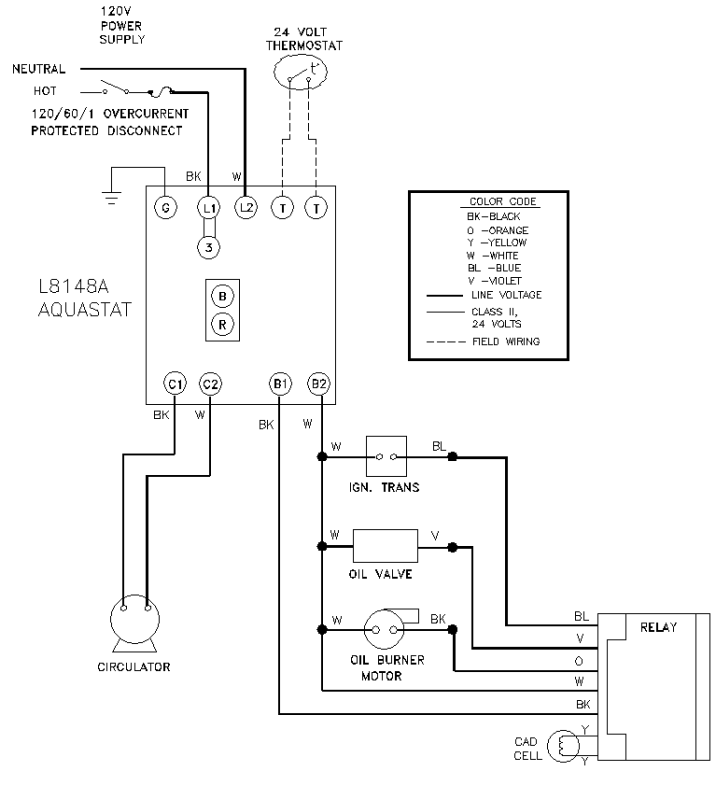 120V
POWER
SUPPLY
24 VOLT
THERMOSTAT
NEUTRAL
HOT
120/60/1 OVERCURRENT
PROTECTED DISCONNECT
BK
W
G
L1
L2
T
T
3
L8148A
AQUASTAT
B
R
COLOR CODE
BK-BLACK
O -ORANGE
Y -YELLOW
W -WHITE
BL -BLUE
V -VIOLET
LINE VOLTAGE
CLASS II,
24 VOLTS
FIELD WIRING
C1
C2
B1
B2
BK
W
BK
W
W
BL
IGN. TRANS
W
V
OIL VALVE
W
BK
OIL BURNER
MOTOR
CIRCULATOR
BL
RELAY
V
O
W
BK
Y
CAD
CELL
Y